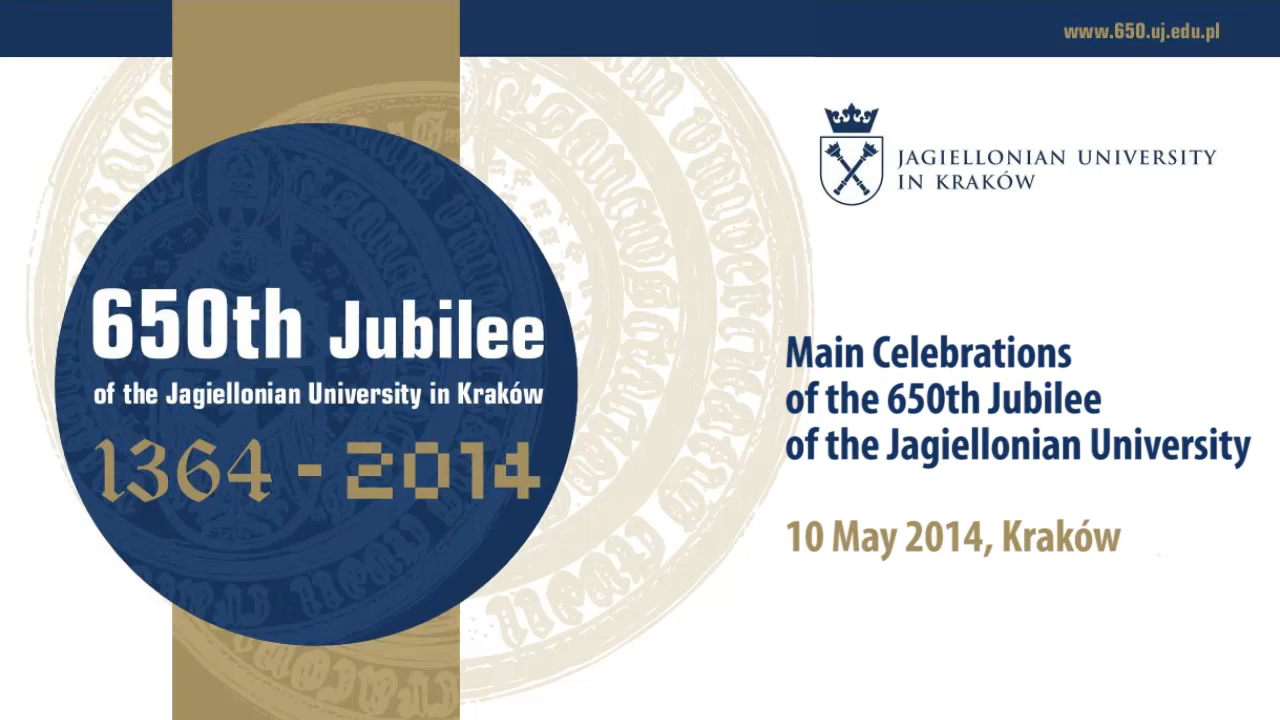 www.650.uj.edu.pl
JAGIELLONIAN UNIVERSITY
IN KRAKÓW
650th Jubilee
of the Jagiellonian University in Kraków
1364 - 2014
Main Celebrations
of the 650th Jubilee
of the Jagiellonian University
10 May 2014, Kraków